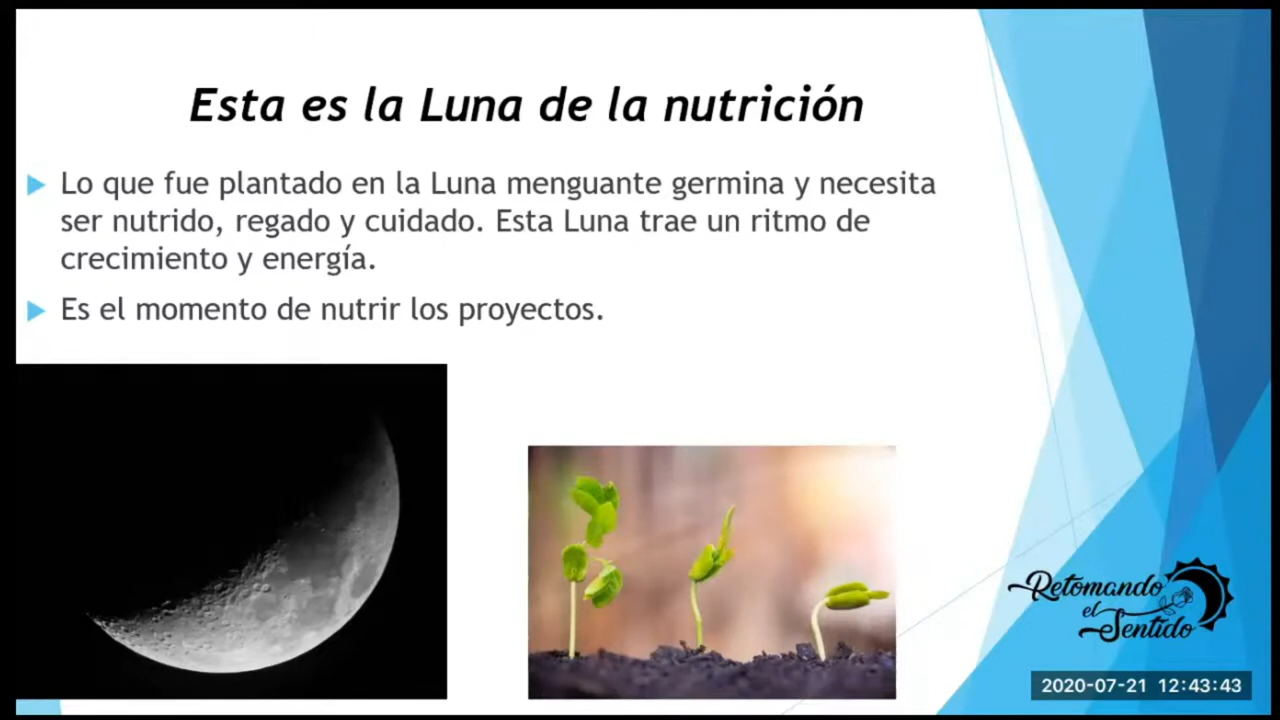 Esta es la Luna de la nutrición
Lo que fue plantado en la Luna menguante germina y necesita
ser nutrido, regado y cuidado. Esta Luna trae un ritmo de
crecimiento y energía.
Es el momento de nutrir los proyectos.
Retomando
el
Sentido
2020-07-21 12:43:43